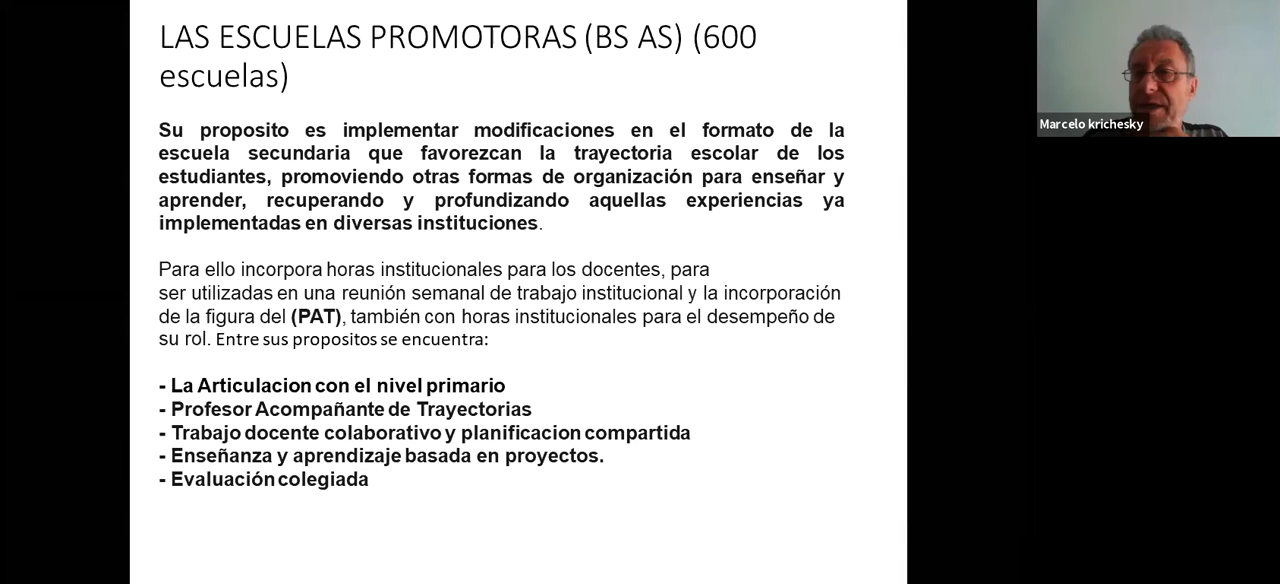 LAS ESCUELAS PROMOTORAS (BS AS) (600
escuelas)
Su proposito es implementar modificaciones en el formato de la
escuela secundaria que favorezcan la trayectoria escolar de los
estudiantes, promoviendo otras formas de organización para enseñar y
aprender, recuperando y profundizando aquellas experiencias ya
implementadas en diversas instituciones.
Para ello incorpora horas institucionales para los docentes, para
ser utilizadas en una reunión semanal de trabajo institucional y la incorporación
de la figura del (PAT), también con horas institucionales para el desempeño de
su rol. Entre sus propositos se encuentra:
- La Articulacion con el nivel primario
- Profesor Acompañante de Trayectorias
- Trabajo docente colaborativo y planificacion compartida
- Enseñanza y aprendizaje basada en proyectos.
- Evaluación colegiada
Marcelo krichesky